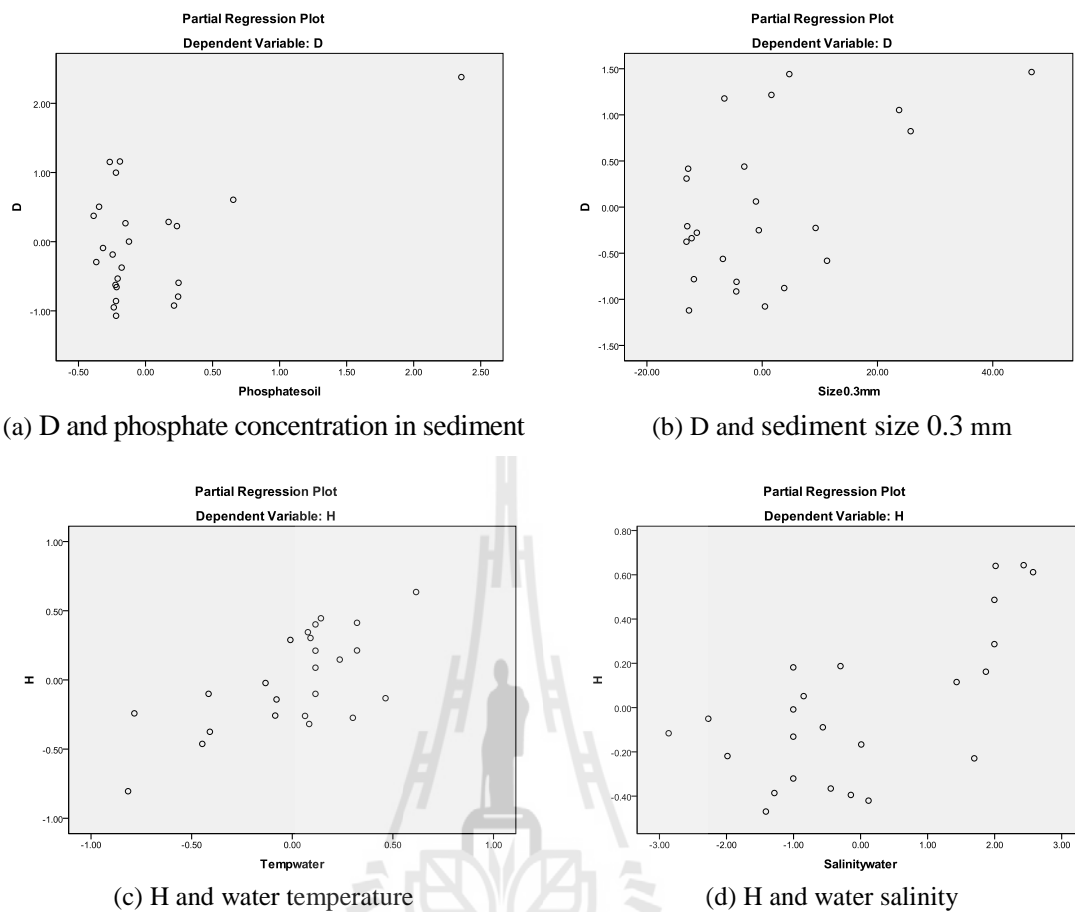 Partial Regression Plot
Dependent Variable: D
2.00
1.00
0.00
-1.00
D
-0.50 0.00 0.50 1.00 1.50 2.00 2.50
Phosphatesoil
(a) D and phosphate concentration in sediment
Partial Regression Plot
Dependent Variable: D
1.50
1.00
0.50
0.00
-0.50
-1.00
-1.50
D
-20.00 0.00 20.00 40.00
Size0.3mm
(b) D and sediment size 0.3 mm
Partial Regression Plot
Dependent Variable: H
1.00
0.50
0.00
-0.50
-1.00
H
-1.00 -0.50 0.00 0.50 1.00
Tempwater
(c) H and water temperature
Partial Regression Plot
Dependent Variable: H
0.80
0.60
0.40
0.20
0.00
-0.20
-0.40
H
-3.00 -2.00 -1.00 0.00 1.00 2.00 3.00
Salinitywater
(d) H and water salinity